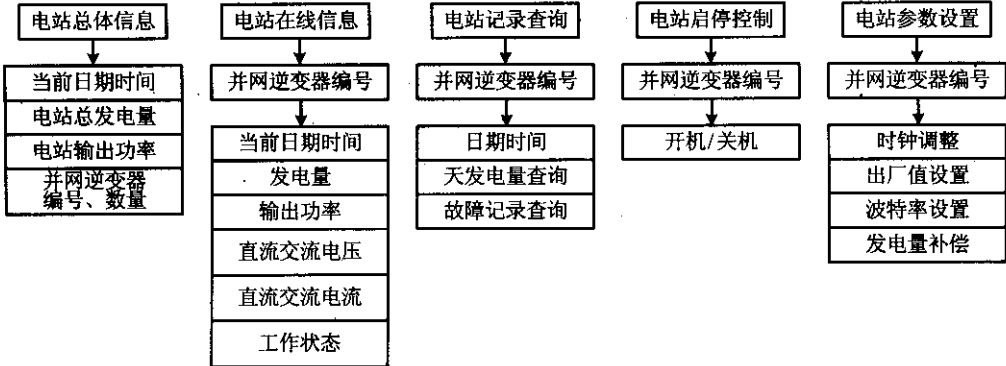 电站总体信息
当前日期时间
电站总发电量
电站输出功率
并网逆变器
编号、数量
电站在线信息
并网逆变器编号
当前日期时间
发电量
输出功率
直流交流电压
直流交流电流
工作状态
电站记录查询
并网逆变器编号
日期时间
天发电量查询
故障记录查询
电站启停控制
并网逆变器编号
开机/关机
电站参数设置
并网逆变器编号
时钟调整
出厂值设置
波特率设置
发电量补偿